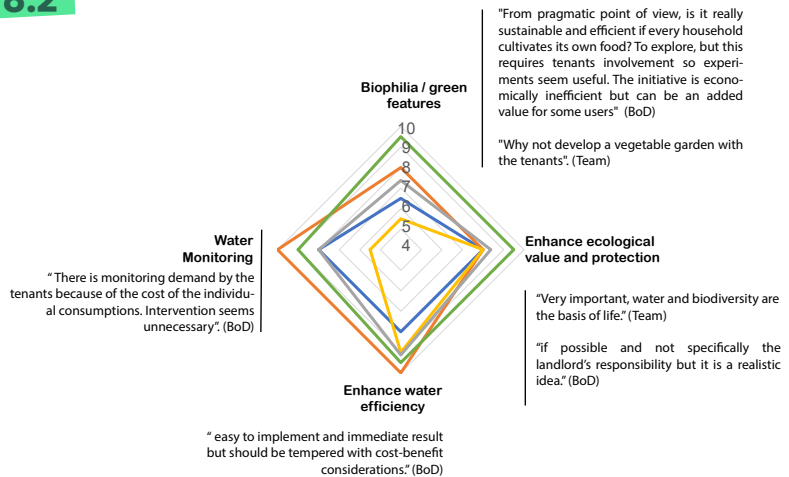 6.2
"From pragmatic point of view, is it really
sustainable and efficient if every household
cultivates its own food? To explore, but this
requires tenants involvement so experi-
ments seem useful. The initiative is econo-
mically inefficient but can be an added
value for some users" (BoD)
"Why not develop a vegetable garden with
the tenants". (Team)
Biophilia / green
features
10
9
8
7
6
5
4
Water
Monitoring
“ There is monitoring demand by the
tenants because of the cost of the individu-
al consumptions. Intervention seems
unnecessary”. (BoD)
Enhance ecological
value and protection
“Very important, water and biodiversity are
the basis of life.” (Team)
“if possible and not specifically the
landlord’s responsibility but it is a realistic
idea.” (BoD)
Enhance water
efficiency
“ easy to implement and immediate result
but should be tempered with cost-benefit
considerations.” (BoD)